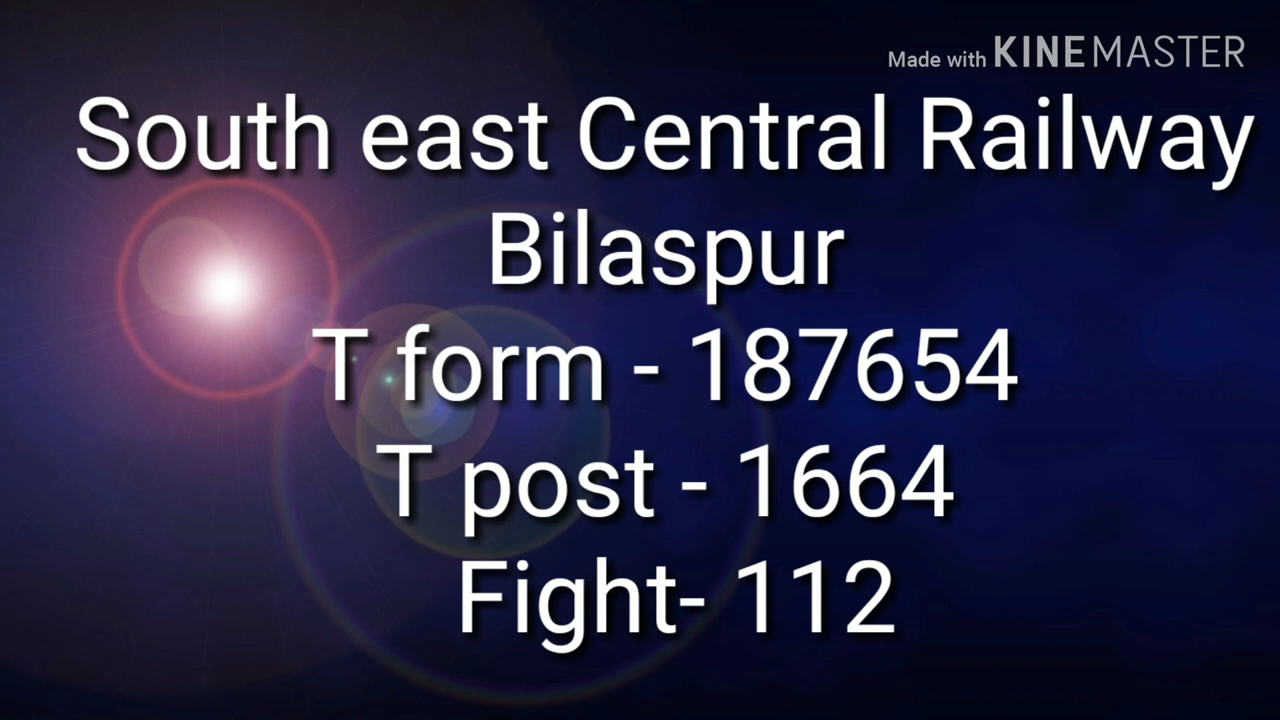 Made with KINEMASTER
South east Central Railway
Bilaspur
T form - 187654
T post - 1664
Fight- 112